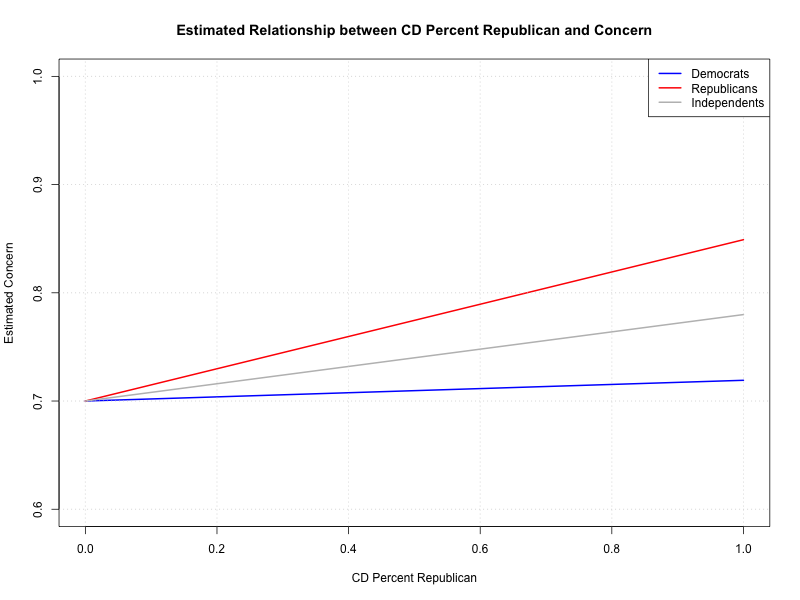 Estimated Relationship between CD Percent Republican and Concern
Democrats
Republicans
Independents
1.0
0.9
0.8
0.7
0.6
Estimated Concern
0.0 0.2 0.4 0.6 0.8 1.0
CD Percent Republican